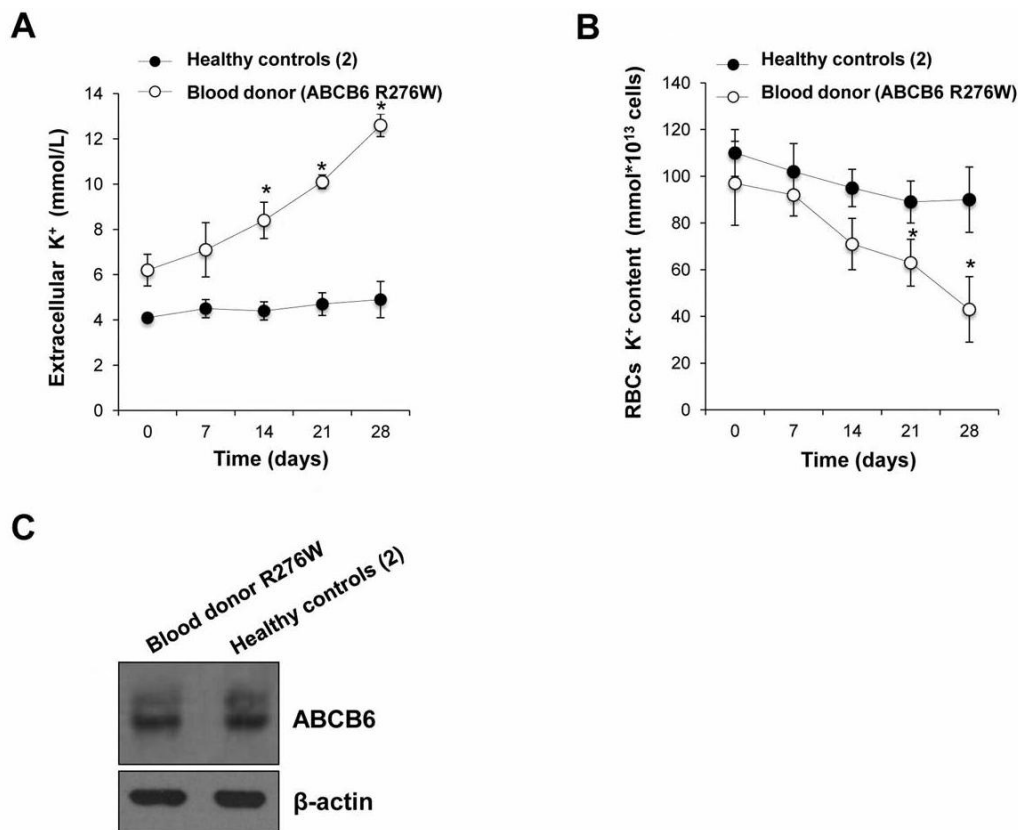 A
Healthy controls (2)
Blood donor (ABCB6 R276W)
Extracellular K⁺ (mmol/L)
14
12
10
8
6
4
2
0
*
*
*
0 7 14 21 28
Time (days)
B
Healthy controls (2)
Blood donor (ABCB6 R276W)
RBCs K⁺ content (mmol*10¹³ cells)
120
100
80
60
40
20
0
*
*
0 7 14 21 28
Time (days)
C
Blood donor R276W
Healthy controls (2)
ABCB6
β-actin